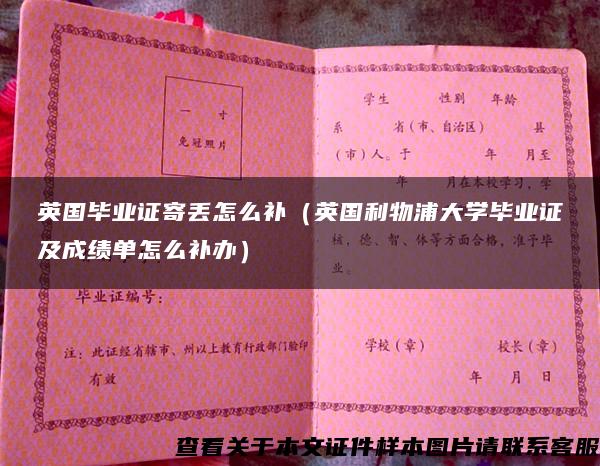 一 寸
免冠照片
毕业证编号：
注：此证经省辖市、州以上教育行政部门验印
有效
学生 性别 年龄
系 省（市、自治区） 县
（市）人。于 年 月至
年 月在本校学习，学
核，德、智、体等方面合格，准予毕
业。
学校（章） 校长（章）
年 月 日
英国毕业证寄丢怎么补（英国利物浦大学毕业证
及成绩单怎么补办）
查看关于本文证件样本图片请联系客服